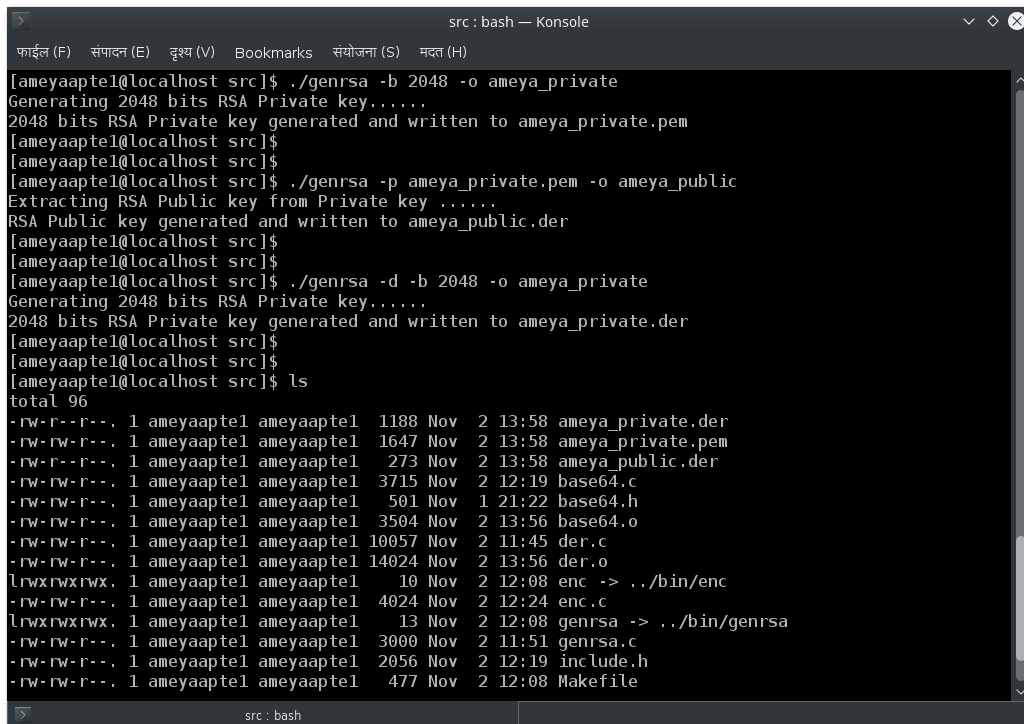 src : bash — Konsole
फाईल (F) संपादन (E) दृश्य (V) Bookmarks संयोजना (S) मदत (H)
[ameyaapte1@localhost src]$ ./genrsa -b 2048 -o ameya_private
Generating 2048 bits RSA Private key......
2048 bits RSA Private key generated and written to ameya_private.pem
[ameyaapte1@localhost src]$
[ameyaapte1@localhost src]$
[ameyaapte1@localhost src]$ ./genrsa -p ameya_private.pem -o ameya_public
Extracting RSA Public key from Private key ......
RSA Public key generated and written to ameya_public.der
[ameyaapte1@localhost src]$
[ameyaapte1@localhost src]$
[ameyaapte1@localhost src]$ ./genrsa -d -b 2048 -o ameya_private
Generating 2048 bits RSA Private key......
2048 bits RSA Private key generated and written to ameya_private.der
[ameyaapte1@localhost src]$
[ameyaapte1@localhost src]$
[ameyaapte1@localhost src]$ ls
total 96
-rw-r--r--. 1 ameyaapte1 ameyaapte1  1188 Nov  2 13:58 ameya_private.der
-rw-rw-r--. 1 ameyaapte1 ameyaapte1  1647 Nov  2 13:58 ameya_private.pem
-rw-r--r--. 1 ameyaapte1 ameyaapte1   273 Nov  2 13:58 ameya_public.der
-rw-rw-r--. 1 ameyaapte1 ameyaapte1  3715 Nov  2 12:19 base64.c
-rw-rw-r--. 1 ameyaapte1 ameyaapte1   501 Nov  1 21:22 base64.h
-rw-rw-r--. 1 ameyaapte1 ameyaapte1  3504 Nov  2 13:56 base64.o
-rw-rw-r--. 1 ameyaapte1 ameyaapte1 10057 Nov  2 11:45 der.c
-rw-rw-r--. 1 ameyaapte1 ameyaapte1 14024 Nov  2 13:56 der.o
lrwxrwxrwx. 1 ameyaapte1 ameyaapte1    10 Nov  2 12:08 enc -> ../bin/enc
-rw-rw-r--. 1 ameyaapte1 ameyaapte1  4024 Nov  2 12:24 enc.c
lrwxrwxrwx. 1 ameyaapte1 ameyaapte1    13 Nov  2 12:08 genrsa -> ../bin/genrsa
-rw-rw-r--. 1 ameyaapte1 ameyaapte1  3000 Nov  2 11:51 genrsa.c
-rw-rw-r--. 1 ameyaapte1 ameyaapte1  2056 Nov  2 12:19 include.h
-rw-rw-r--. 1 ameyaapte1 ameyaapte1   477 Nov  2 12:08 Makefile
src : bash